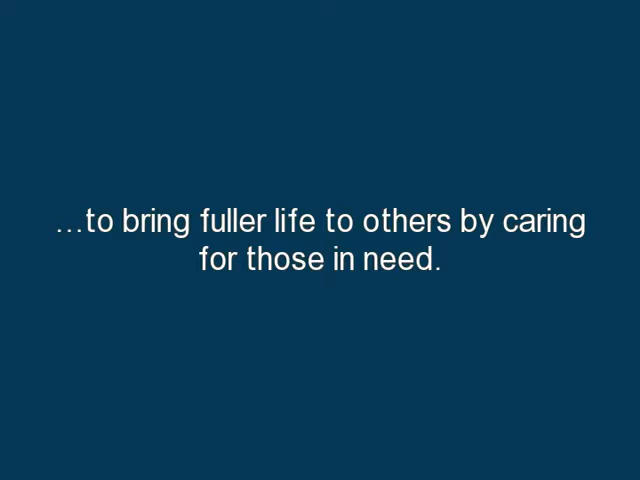 …to bring fuller life to others by caring
for those in need.